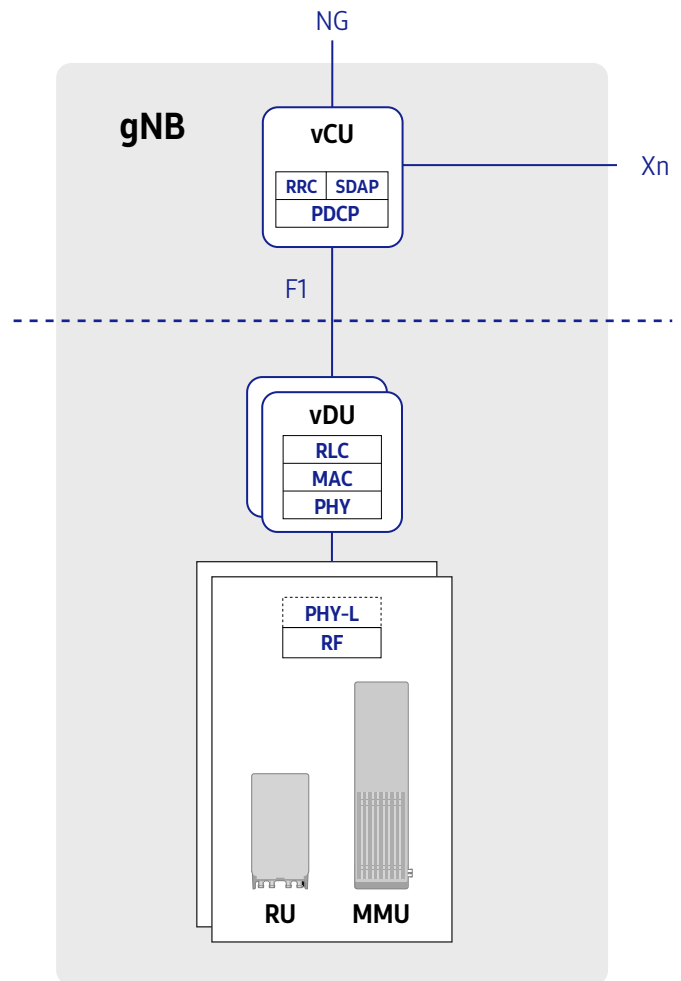 NG
gNB
vCU
Xn
RRC SDAP
PDCP
F1
vDU
RLC
MAC
PHY
PHY-L
RF
RU MMU